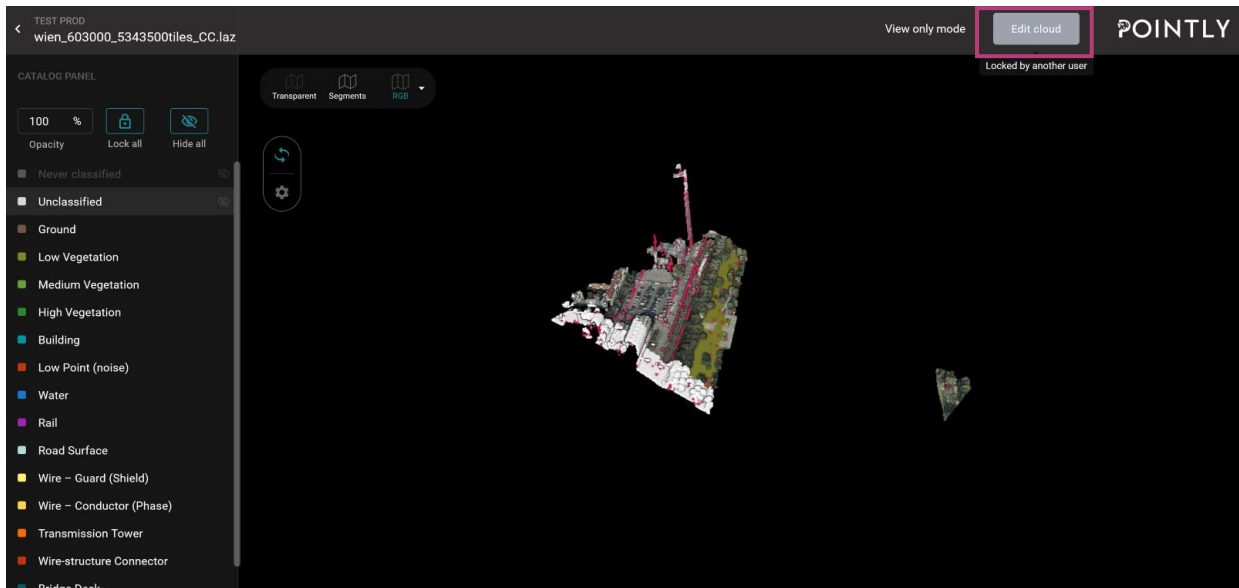 TEST PROD
wien_603000_5343500tiles_CC.laz
View only mode
Edit cloud
POINTLY
Locked by another user
CATALOG PANEL
100 %
Opacity
Lock all
Hide all
Transparent
Segments
RGB
Never classified
Unclassified
Ground
Low Vegetation
Medium Vegetation
High Vegetation
Building
Low Point (noise)
Water
Rail
Road Surface
Wire – Guard (Shield)
Wire – Conductor (Phase)
Transmission Tower
Wire-structure Connector
Bridge Deck